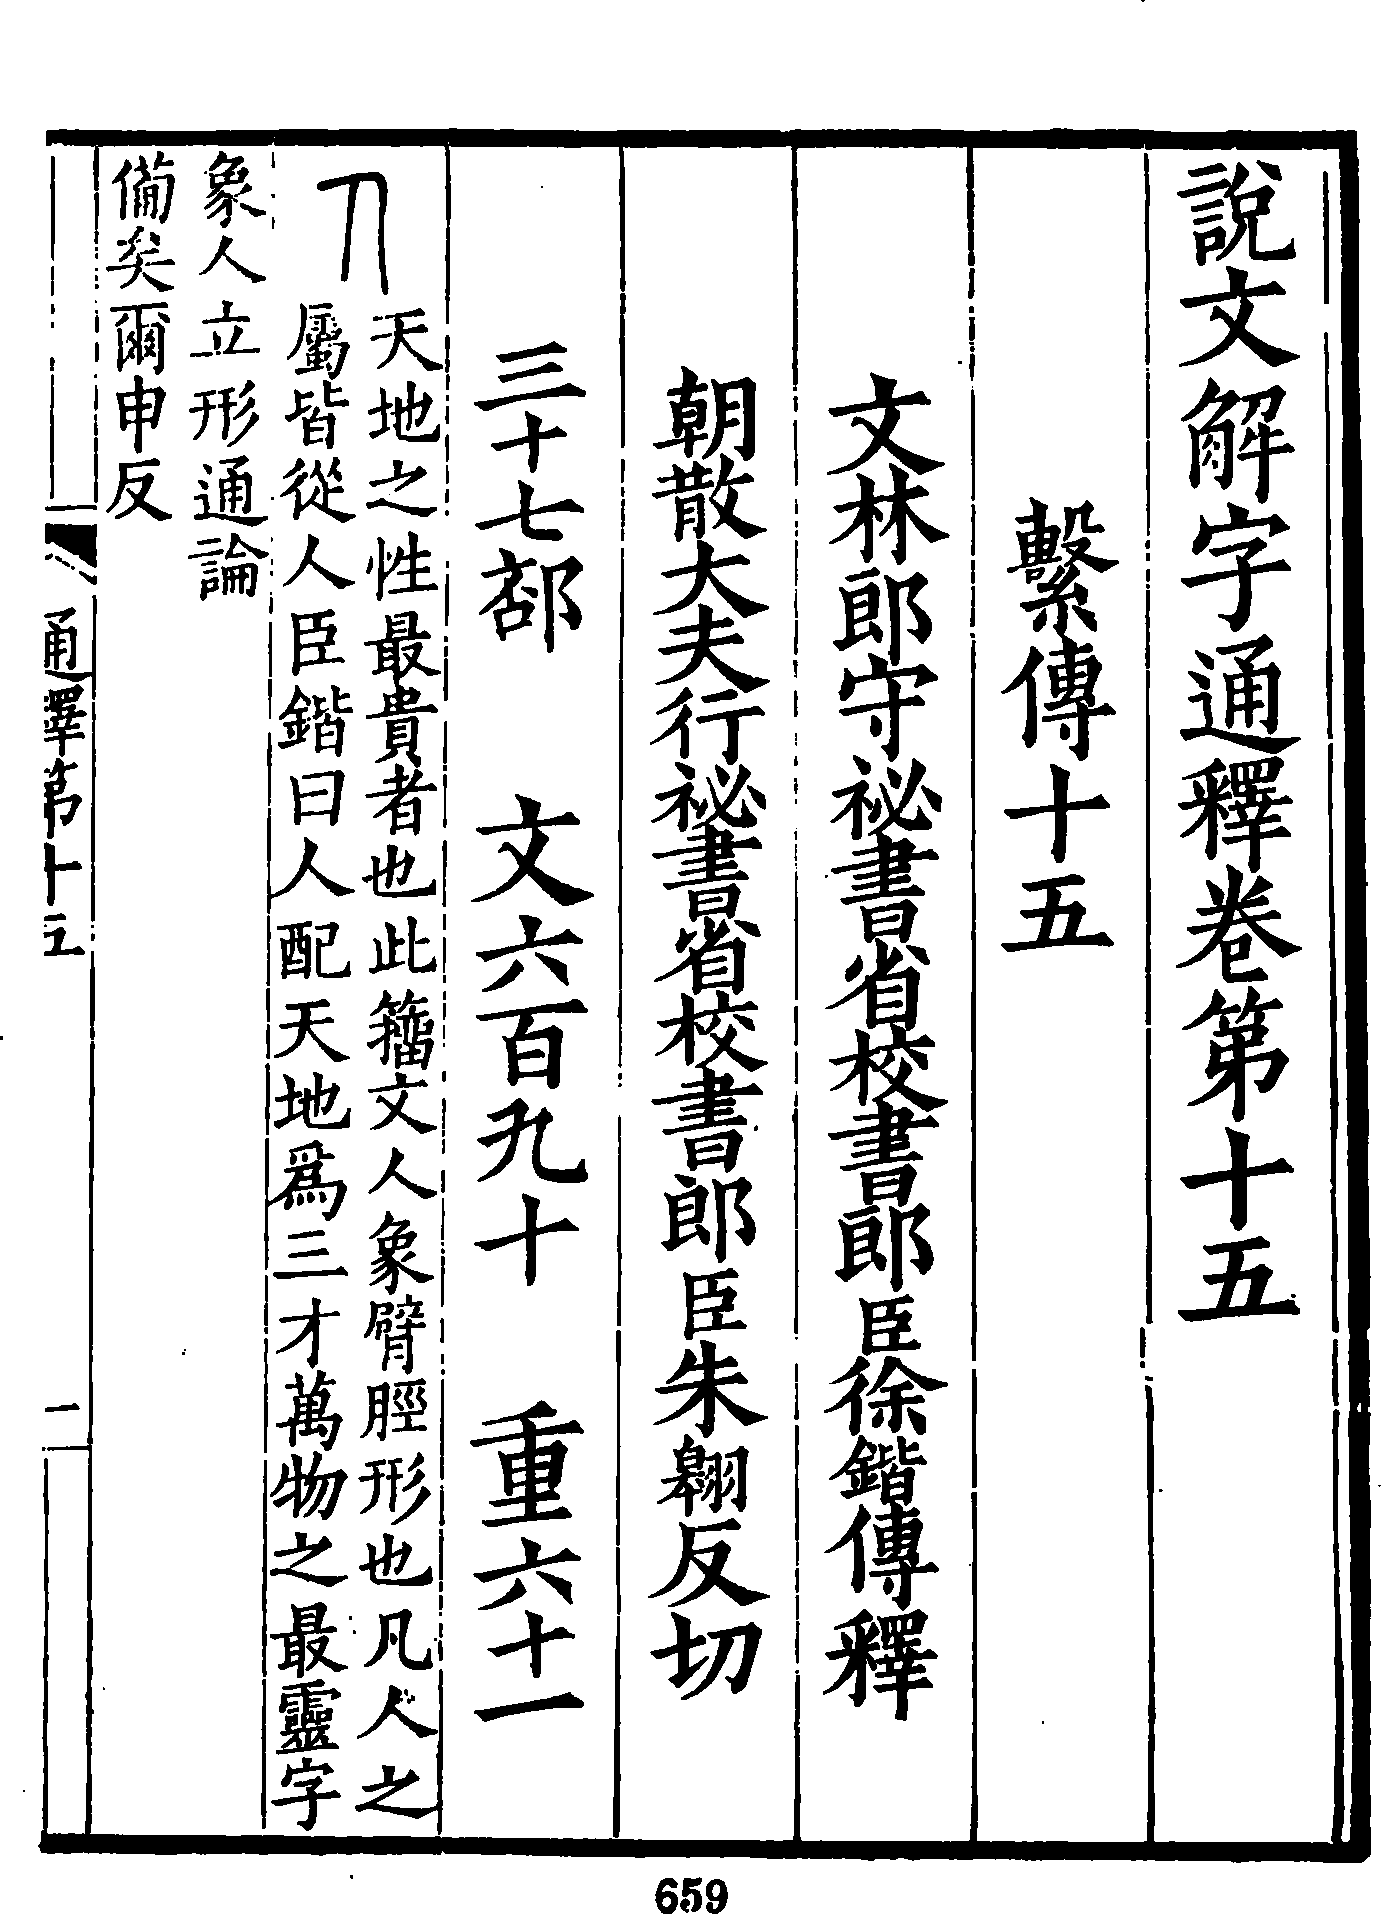 說文解字通釋卷第十五
繫傳十五
文林郎守祕書省校書郎臣徐鍇傳釋
朝散大夫行祕書省校書郎臣朱翱反切
三十七部 文六百九十 重六十一
人
天地之性最貴者也此籀文人象臂脛形也凡人之
屬皆從人臣鍇曰人配天地為三才萬物之最靈字
象人立形通論
備矣爾申反
通釋第十五
一
659